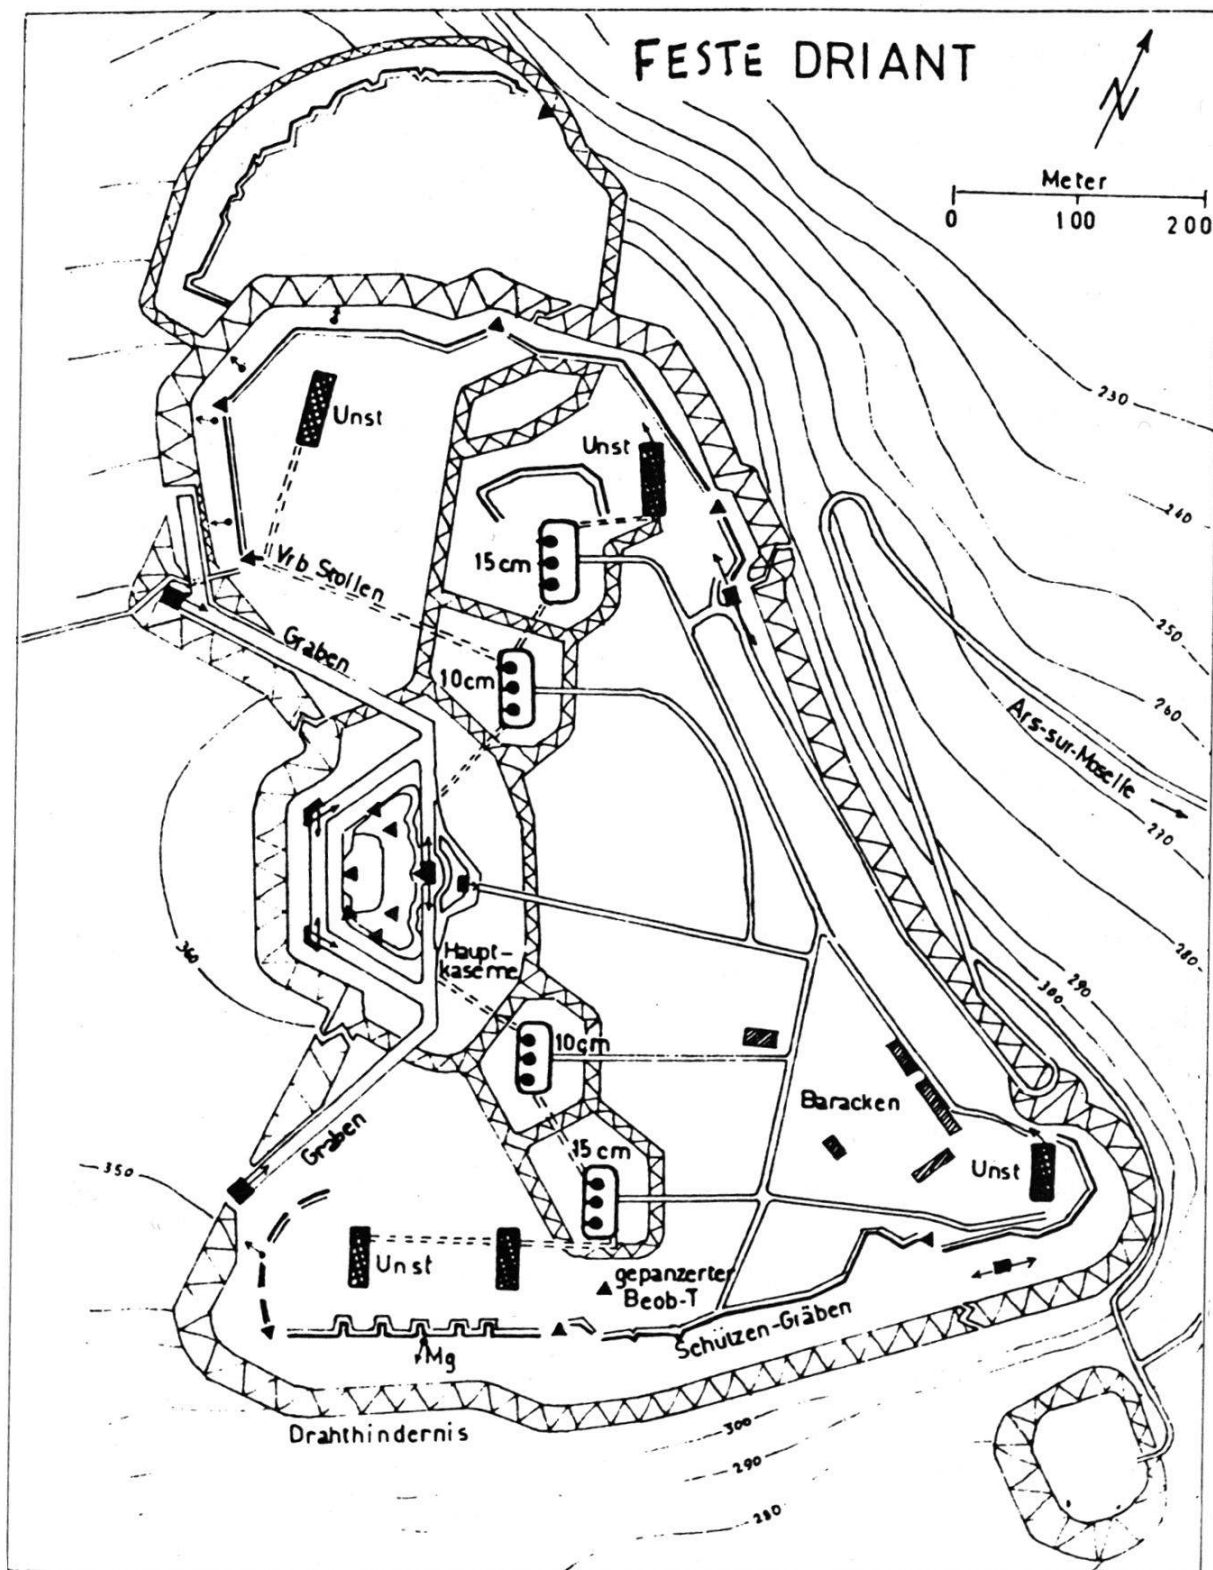 FESTE DRIANT
N
Meter
0 100 200
230
Unst
Unst
240
15cm
Vrb Stollen
250
Graben
10cm
260
Ars-sur-Moselle
270
360
Haupt-
kaserne
280
290
300
10cm
Baracken
Graben
15cm
350
Unst
Unst
gepanzerter
Beob-T
Schützen-Gräben
Mg
Drahthindernis
300
290
280